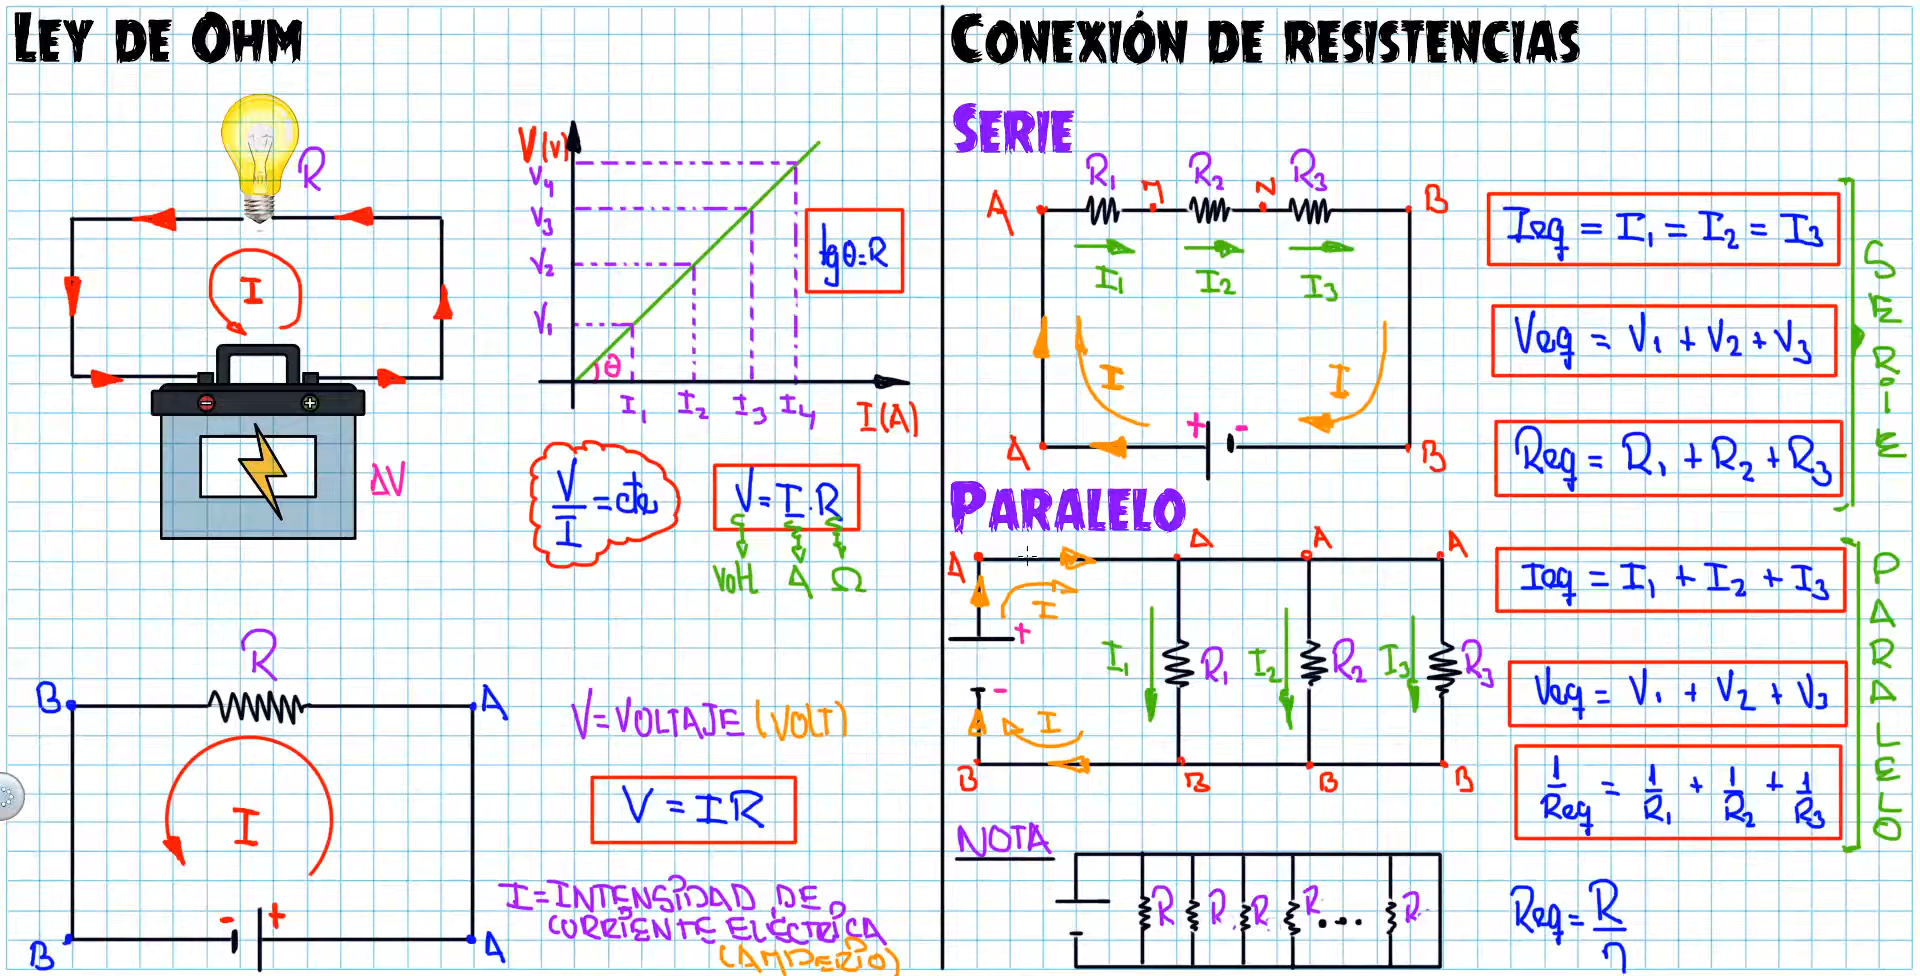 LEY DE OHM
R
I
ΔV
V(v)
V4
V3
V2
V1
θ
I1 I2 I3 I4
I(A)
tgθ=R
V/I = cte
V = I.R
Volt A Ω
R
B A
I
- +
B A
V=VOLTAJE (VOLT)
V = IR
I=INTENSIDAD DE
CORRIENTE ELÉCTRICA
(AMPERIO)
CONEXIÓN DE RESISTENCIAS
SERIE
R1 R2 R3
A M N B
I1 I2 I3
I I
+ -
A B
Ieq = I1 = I2 = I3
Veq = V1 + V2 + V3
Req = R1 + R2 + R3
SERIE
PARALELO
A A A A
I
+
I1 R1 I2 R2 I3 R3
-
I
B B B B
Ieq = I1 + I2 + I3
Veq = V1 + V2 + V3
1/Req = 1/R1 + 1/R2 + 1/R3
PARALELO
NOTA
R R R R ... R
Req = R/n